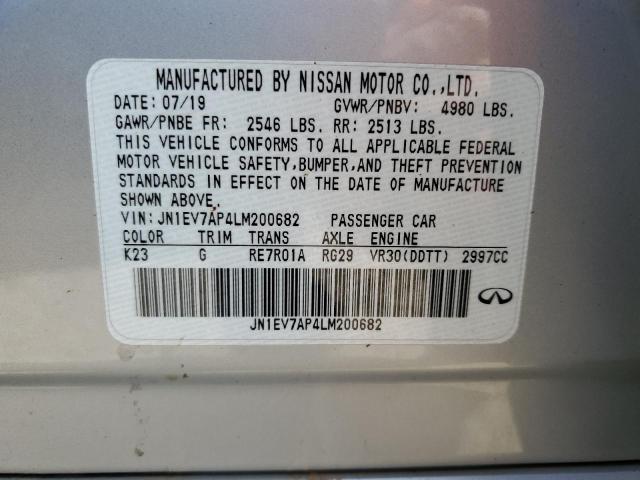 MANUFACTURED BY NISSAN MOTOR CO.,LTD.
DATE: 07/19 GVWR/PNBV: 4980 LBS.
GAWR/PNBE FR: 2546 LBS. RR: 2513 LBS.
THIS VEHICLE CONFORMS TO ALL APPLICABLE FEDERAL
MOTOR VEHICLE SAFETY,BUMPER,AND THEFT PREVENTION
STANDARDS IN EFFECT ON THE DATE OF MANUFACTURE
SHOWN ABOVE.
VIN: JN1EV7AP4LM200682 PASSENGER CAR
COLOR TRIM TRANS AXLE ENGINE
K23 G RE7R01A RG29 VR30(DDTT) 2997CC
JN1EV7AP4LM200682